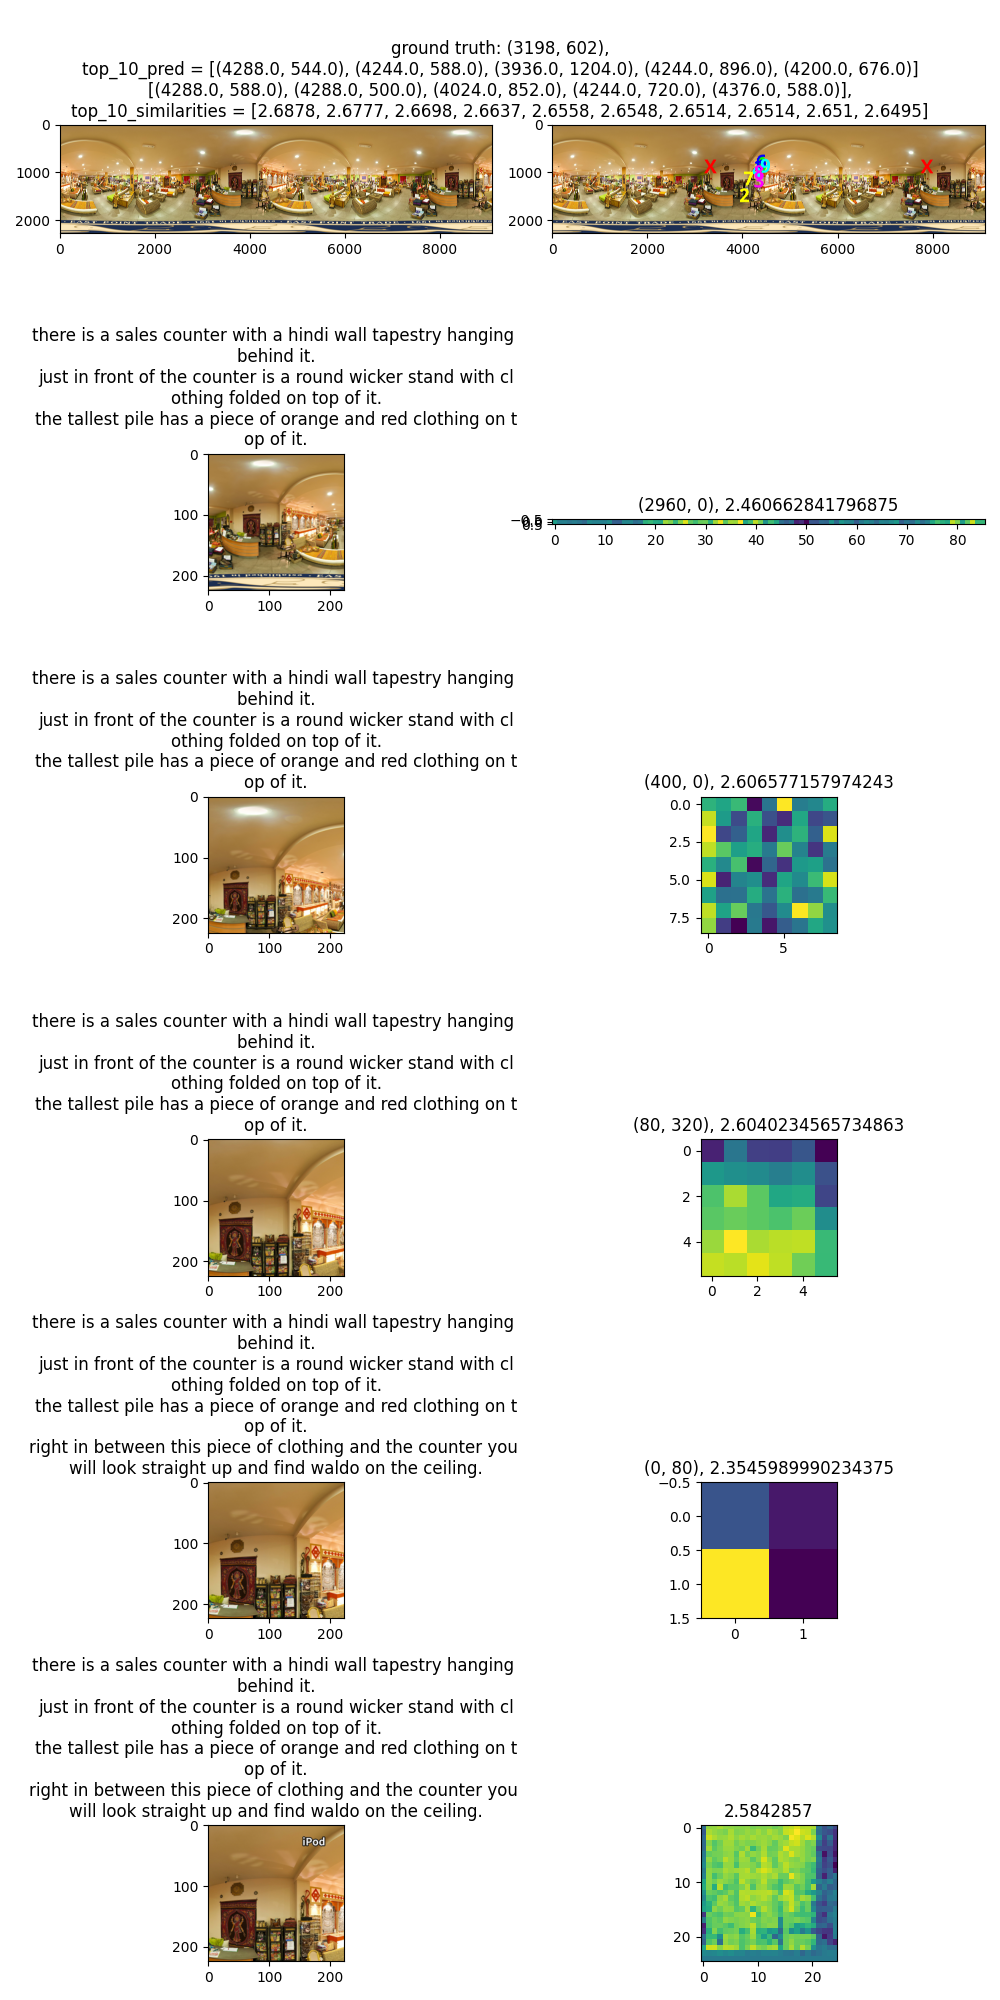 ground truth: (3198, 602),
top_10_pred = [(4288.0, 544.0), (4244.0, 588.0), (3936.0, 1204.0), (4244.0, 896.0), (4200.0, 676.0)]
[(4288.0, 588.0), (4288.0, 500.0), (4024.0, 852.0), (4244.0, 720.0), (4376.0, 588.0)],
top_10_similarities = [2.6878, 2.6777, 2.6698, 2.6637, 2.6558, 2.6548, 2.6514, 2.6514, 2.651, 2.6495]
0
1000
2000
0 2000 4000 6000 8000
0
1000
2000
X X
7
2
0 2000 4000 6000 8000
there is a sales counter with a hindi wall tapestry hanging
behind it.
just in front of the counter is a round wicker stand with cl
othing folded on top of it.
the tallest pile has a piece of orange and red clothing on t
op of it.
0
100
200
0 100 200
(2960, 0), 2.460662841796875
0 10 20 30 40 50 60 70 80
there is a sales counter with a hindi wall tapestry hanging
behind it.
just in front of the counter is a round wicker stand with cl
othing folded on top of it.
the tallest pile has a piece of orange and red clothing on t
op of it.
0
100
200
0 100 200
(400, 0), 2.606577157974243
0.0
2.5
5.0
7.5
0 5
there is a sales counter with a hindi wall tapestry hanging
behind it.
just in front of the counter is a round wicker stand with cl
othing folded on top of it.
the tallest pile has a piece of orange and red clothing on t
op of it.
0
100
200
0 100 200
(80, 320), 2.6040234565734863
0
2
4
0 2 4
there is a sales counter with a hindi wall tapestry hanging
behind it.
just in front of the counter is a round wicker stand with cl
othing folded on top of it.
the tallest pile has a piece of orange and red clothing on t
op of it.
right in between this piece of clothing and the counter you
will look straight up and find waldo on the ceiling.
0
100
200
0 100 200
(0, 80), 2.3545989990234375
−0.5
0.0
0.5
1.0
1.5
0 1
there is a sales counter with a hindi wall tapestry hanging
behind it.
just in front of the counter is a round wicker stand with cl
othing folded on top of it.
the tallest pile has a piece of orange and red clothing on t
op of it.
right in between this piece of clothing and the counter you
will look straight up and find waldo on the ceiling.
0
100
200
iPod
0 100 200
2.5842857
0
10
20
0 10 20